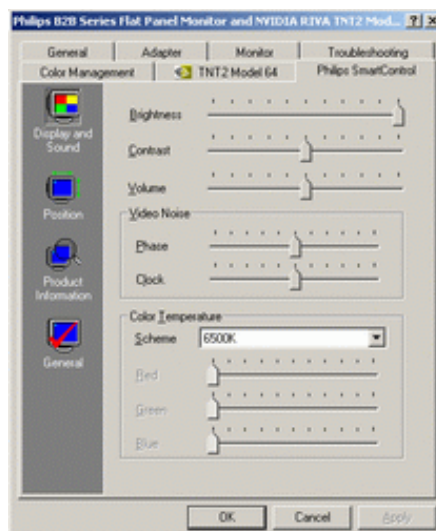 Philips B2B Series Flat Panel Monitor and NVIDIA RIVA TNT2 Mod...
General Adapter Monitor Troubleshooting
Color Management TNT2 Model 64 Philips SmartControl
Display and
Sound
Position
Product
Information
General
Brightness
Contrast
Volume
Video Noise
Phase
Clock
Color Temperature
Scheme 6500K
Red
Green
Blue
OK Cancel Apply